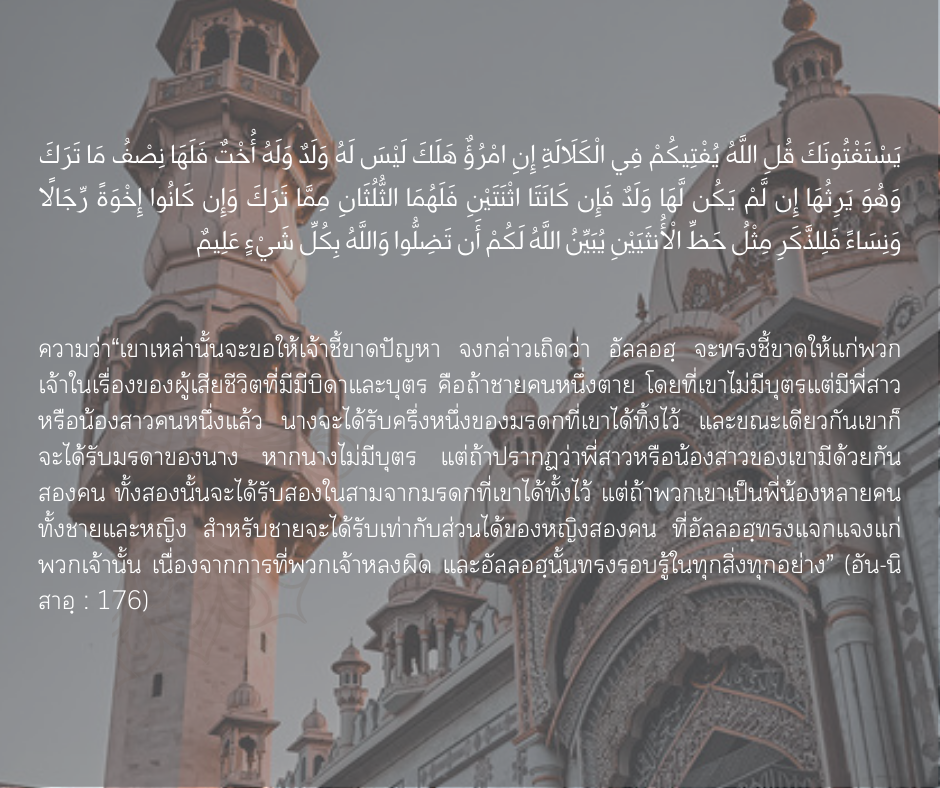 يَسْتَفْتُونَكَ قُلِ اللَّهُ يُفْتِيكُمْ فِي الْكَلَالَةِ إِنِ امْرُؤٌ هَلَكَ لَيْسَ لَهُ وَلَدٌ وَلَهُ أُخْتٌ فَلَهَا نِصْفُ مَا تَرَكَ
وَهُوَ يَرِثُهَا إِن لَّمْ يَكُن لَّهَا وَلَدٌ فَإِن كَانَتَا اثْنَتَيْنِ فَلَهُمَا الثُّلُثَانِ مِمَّا تَرَكَ وَإِن كَانُوا إِخْوَةً رِّجَالًا
وَنِسَاءً فَلِلذَّكَرِ مِثْلُ حَظِّ الْأُنثَيَيْنِ يُبَيِّنُ اللَّهُ لَكُمْ أَن تَضِلُّوا وَاللَّهُ بِكُلِّ شَيْءٍ عَلِيمٌ
ความว่า“เขาเหล่านั้นจะขอให้เจ้าชี้ขาดปัญหา จงกล่าวเถิดว่า อัลลอฮฺ จะทรงชี้ขาดให้แก่พวก
เจ้าในเรื่องของผู้เสียชีวิตที่มีมีบิดาและบุตร คือถ้าชายคนหนึ่งตาย โดยที่เขาไม่มีบุตรแต่มีพี่สาว
หรือน้องสาวคนหนึ่งแล้ว นางจะได้รับครึ่งหนึ่งของมรดกที่เขาได้ทิ้งไว้ และขณะเดียวกันเขาก็
จะได้รับมรดาของนาง หากนางไม่มีบุตร แต่ถ้าปรากฏว่าพี่สาวหรือน้องสาวของเขามีด้วยกัน
สองคน ทั้งสองนั้นจะได้รับสองในสามจากมรดกที่เขาได้ทั้งไว้ แต่ถ้าพวกเขาเป็นพี่น้องหลายคน
ทั้งชายและหญิง สำหรับชายจะได้รับเท่ากับส่วนได้ของหญิงสองคน ที่อัลลอฮฺทรงแจกแจงแก่
พวกเจ้านั้น เนื่องจากการที่พวกเจ้าหลงผิด และอัลลอฮฺนั้นทรงรอบรู้ในทุกสิ่งทุกอย่าง” (อัน-นิ
สาอฺ : 176)